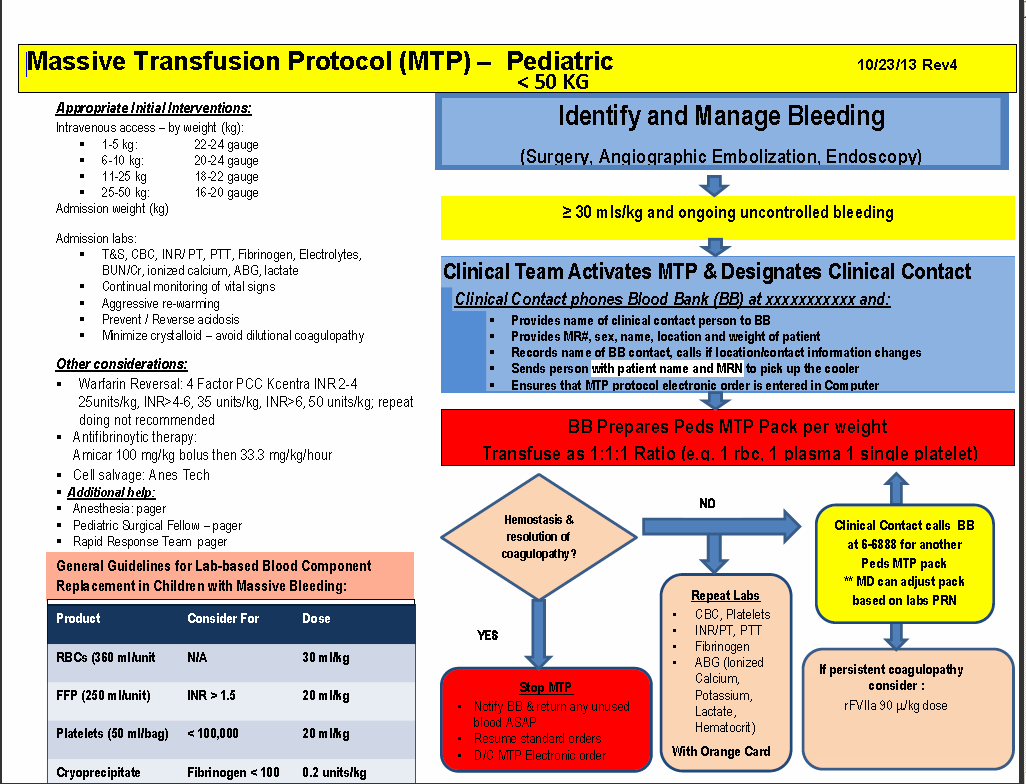 Massive Transfusion Protocol (MTP) – Pediatric
< 50 KG
10/23/13 Rev4
Appropriate Initial Interventions:
Intravenous access – by weight (kg):
▪ 1-5 kg: 22-24 gauge
▪ 6-10 kg: 20-24 gauge
▪ 11-25 kg 18-22 gauge
▪ 25-50 kg: 16-20 gauge
Admission weight (kg)
Admission labs:
▪ T&S, CBC, INR/ PT, PTT, Fibrinogen, Electrolytes,
BUN/Cr, ionized calcium, ABG, lactate
▪ Continual monitoring of vital signs
▪ Aggressive re-warming
▪ Prevent / Reverse acidosis
▪ Minimize crystalloid – avoid dilutional coagulopathy
Other considerations:
▪ Warfarin Reversal: 4 Factor PCC Kcentra INR 2-4
25units/kg, INR>4-6, 35 units/kg, INR>6, 50 units/kg; repeat
doing not recommended
▪ Antifibrinoytic therapy:
Amicar 100 mg/kg bolus then 33.3 mg/kg/hour
▪ Cell salvage: Anes Tech
▪ Additional help:
▪ Anesthesia: pager
▪ Pediatric Surgical Fellow – pager
▪ Rapid Response Team pager
General Guidelines for Lab-based Blood Component
Replacement in Children with Massive Bleeding:
Product Consider For Dose
RBCs (360 ml/unit N/A 30 ml/kg
FFP (250 ml/unit) INR > 1.5 20 ml/kg
Platelets (50 ml/bag) < 100,000 20 ml/kg
Cryoprecipitate Fibrinogen < 100 0.2 units/kg
Identify and Manage Bleeding
(Surgery, Angiographic Embolization, Endoscopy)
≥ 30 mls/kg and ongoing uncontrolled bleeding
Clinical Team Activates MTP & Designates Clinical Contact
Clinical Contact phones Blood Bank (BB) at xxxxxxxxxxx and:
▪ Provides name of clinical contact person to BB
▪ Provides MR#, sex, name, location and weight of patient
▪ Records name of BB contact, calls if location/contact information changes
▪ Sends person with patient name and MRN to pick up the cooler
▪ Ensures that MTP protocol electronic order is entered in Computer
BB Prepares Peds MTP Pack per weight
Transfuse as 1:1:1 Ratio (e.g. 1 rbc, 1 plasma 1 single platelet)
Hemostasis &
resolution of
coagulopathy?
NO
YES
Stop MTP
• Notify BB & return any unused
blood ASAP
• Resume standard orders
• D/C MTP Electronic order
Repeat Labs
• CBC, Platelets
• INR/PT, PTT
• Fibrinogen
• ABG (Ionized
Calcium,
Potassium,
Lactate,
Hematocrit)
With Orange Card
Clinical Contact calls BB
at 6-6888 for another
Peds MTP pack
** MD can adjust pack
based on labs PRN
If persistent coagulopathy
consider :
rFVIIa 90 µ/kg dose